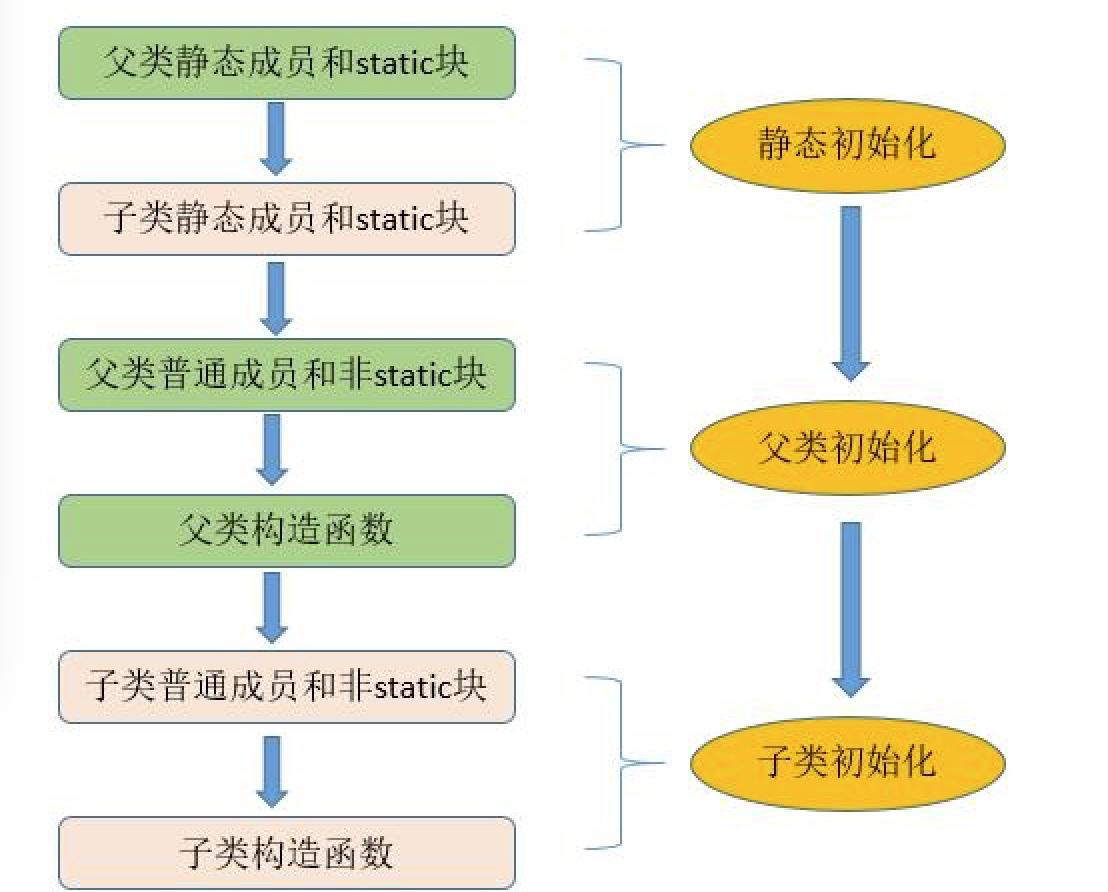 父类静态成员和static块
子类静态成员和static块
父类普通成员和非static块
父类构造函数
子类普通成员和非static块
子类构造函数
静态初始化
父类初始化
子类初始化